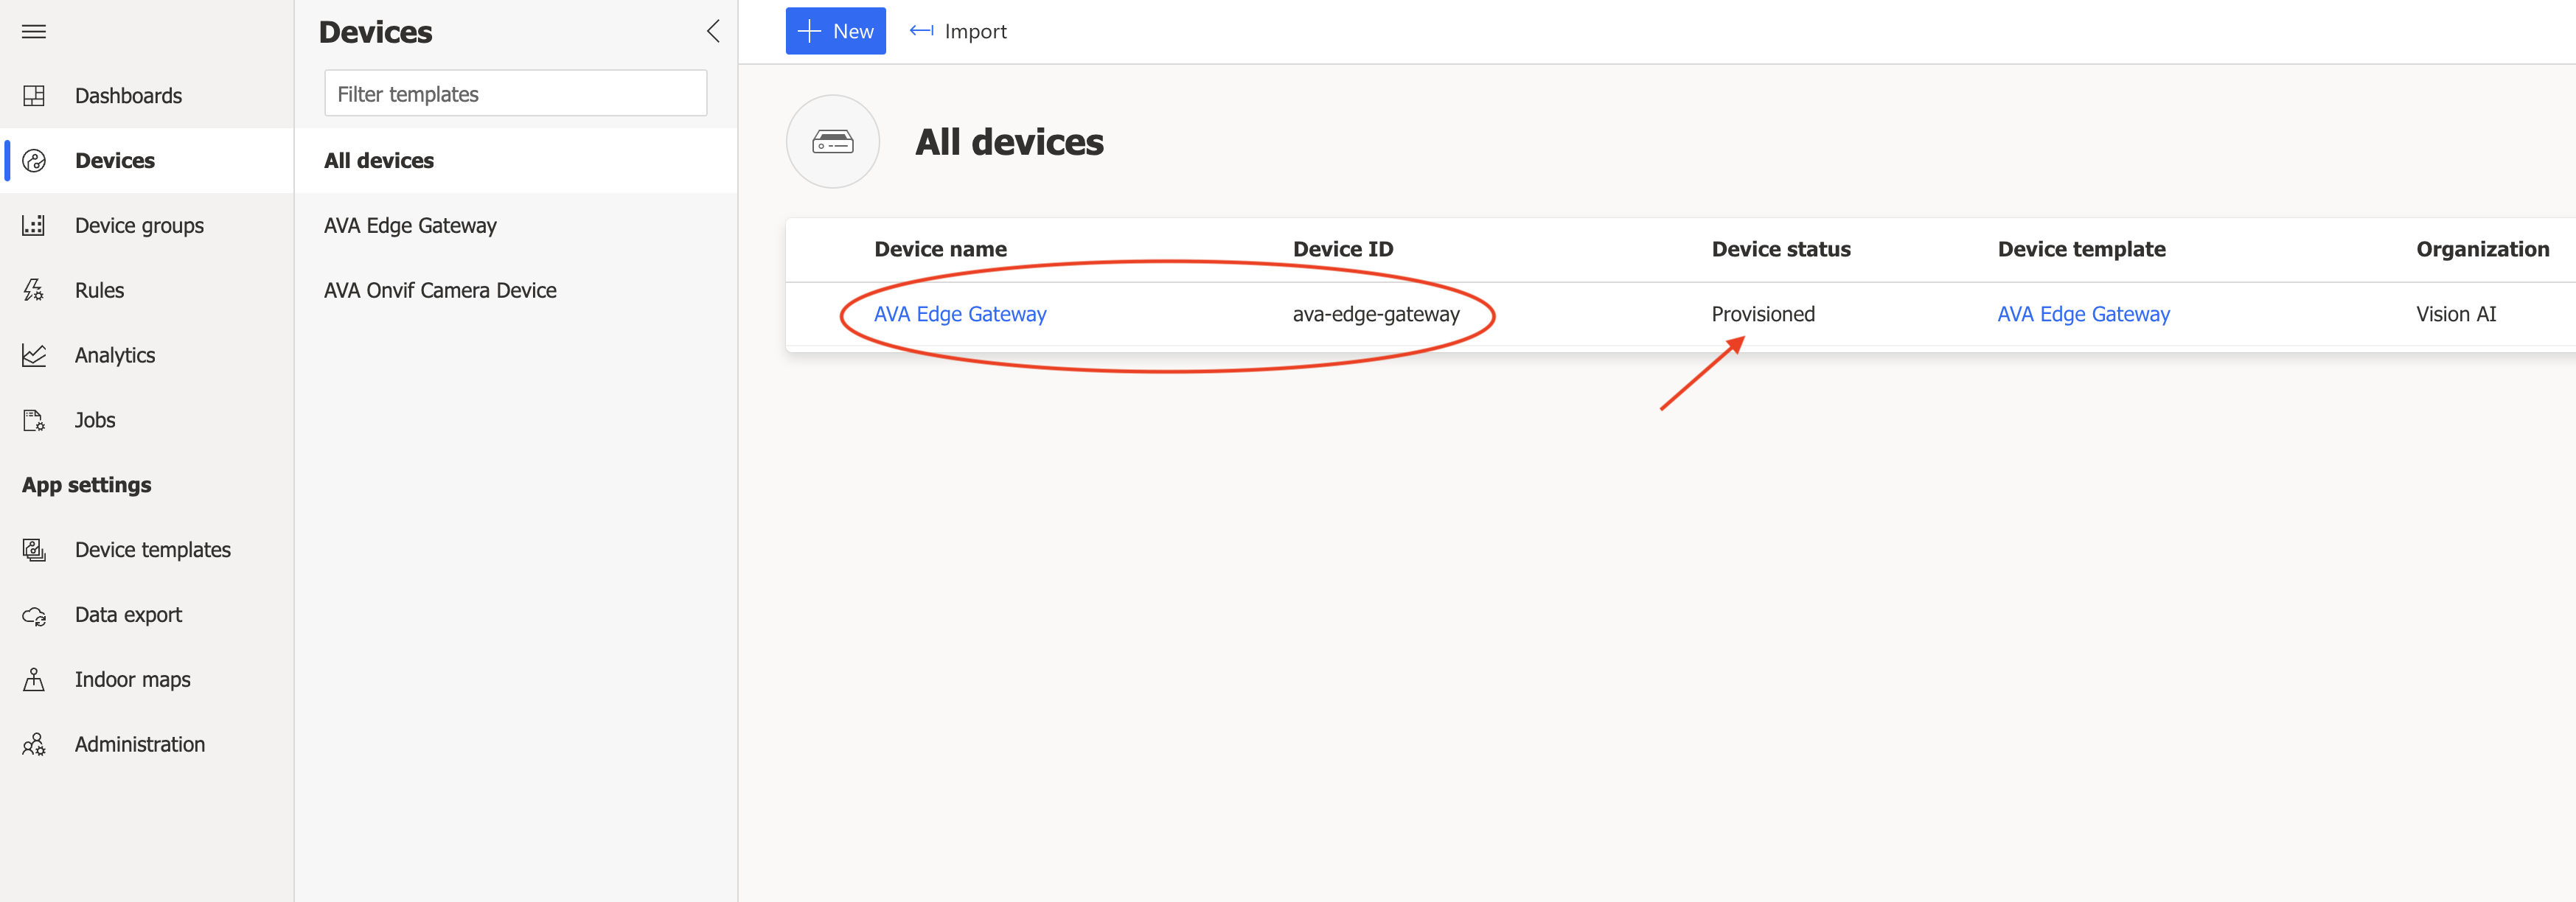 Dashboards
Devices
Device groups
Rules
Analytics
Jobs
App settings
Device templates
Data export
Indoor maps
Administration
Devices
Filter templates
All devices
AVA Edge Gateway
AVA Onvif Camera Device
New Import
All devices
Device name Device ID Device status Device template Organization
AVA Edge Gateway ava-edge-gateway Provisioned AVA Edge Gateway Vision AI